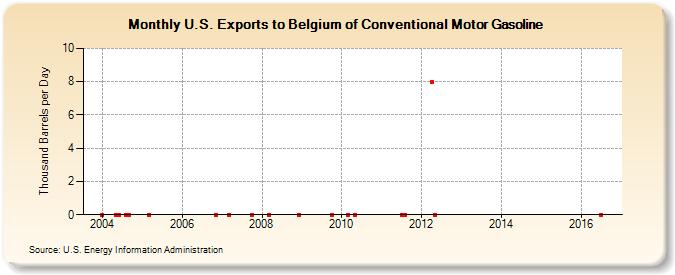 Monthly U.S. Exports to Belgium of Conventional Motor Gasoline
Thousand Barrels per Day
10
8
6
4
2
0
2004 2006 2008 2010 2012 2014 2016
Source: U.S. Energy Information Administration